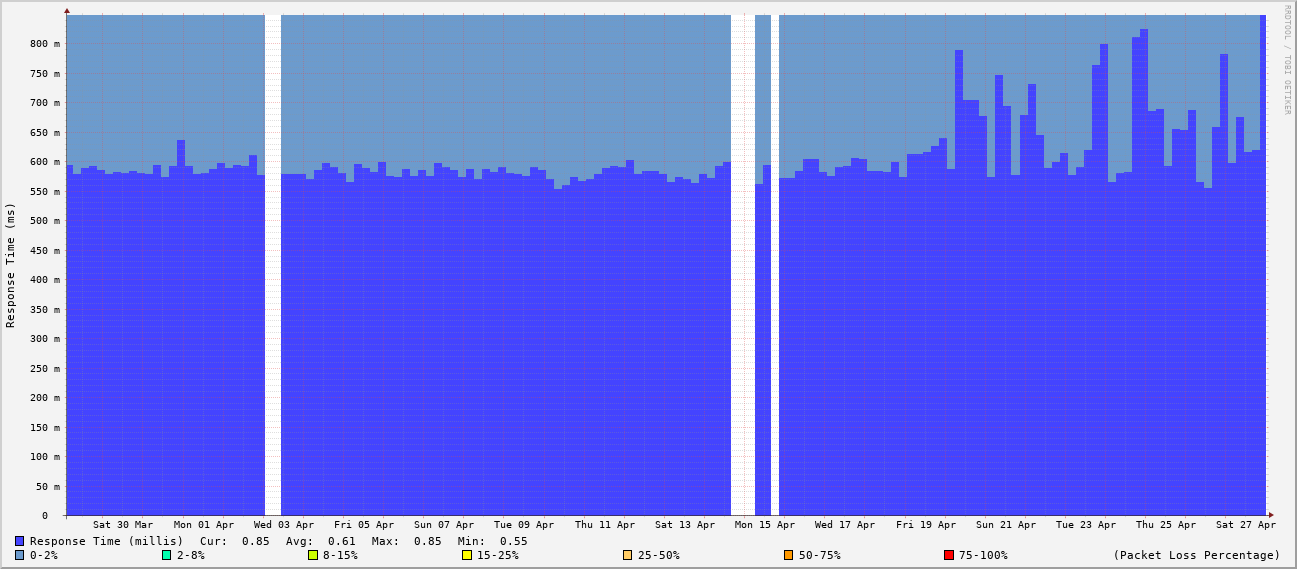 RRDTOOL / TOBI OETIKER
Response Time (ms)
800 m
750 m
700 m
650 m
600 m
550 m
500 m
450 m
400 m
350 m
300 m
250 m
200 m
150 m
100 m
50 m
0
Sat 30 Mar Mon 01 Apr Wed 03 Apr Fri 05 Apr Sun 07 Apr Tue 09 Apr Thu 11 Apr Sat 13 Apr Mon 15 Apr Wed 17 Apr Fri 19 Apr Sun 21 Apr Tue 23 Apr Thu 25 Apr Sat 27 Apr
Response Time (millis) Cur: 0.85 Avg: 0.61 Max: 0.85 Min: 0.55
0-2% 2-8% 8-15% 15-25% 25-50% 50-75% 75-100% (Packet Loss Percentage)